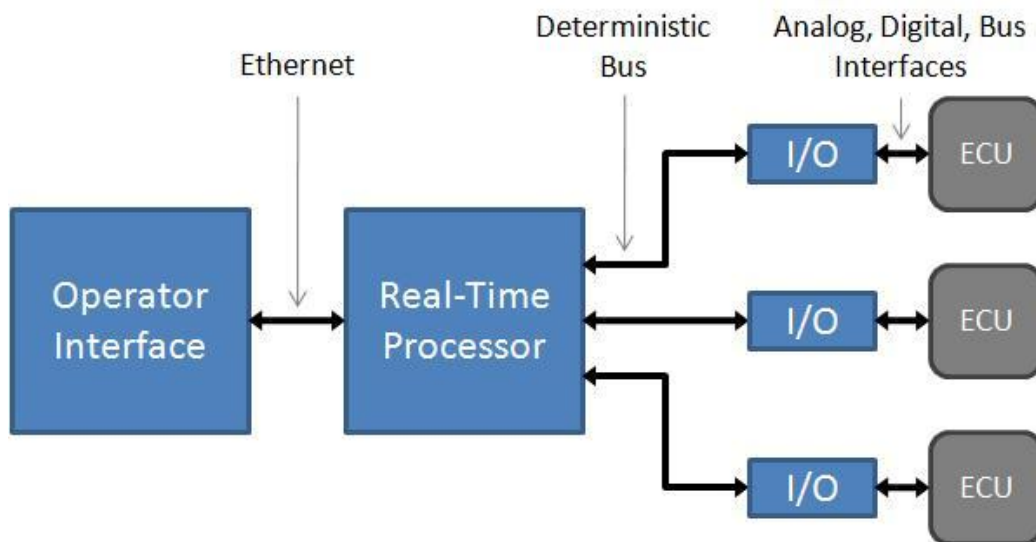 Ethernet
Deterministic
Bus
Analog, Digital, Bus
Interfaces
Operator
Interface
Real-Time
Processor
I/O
ECU
I/O
ECU
I/O
ECU